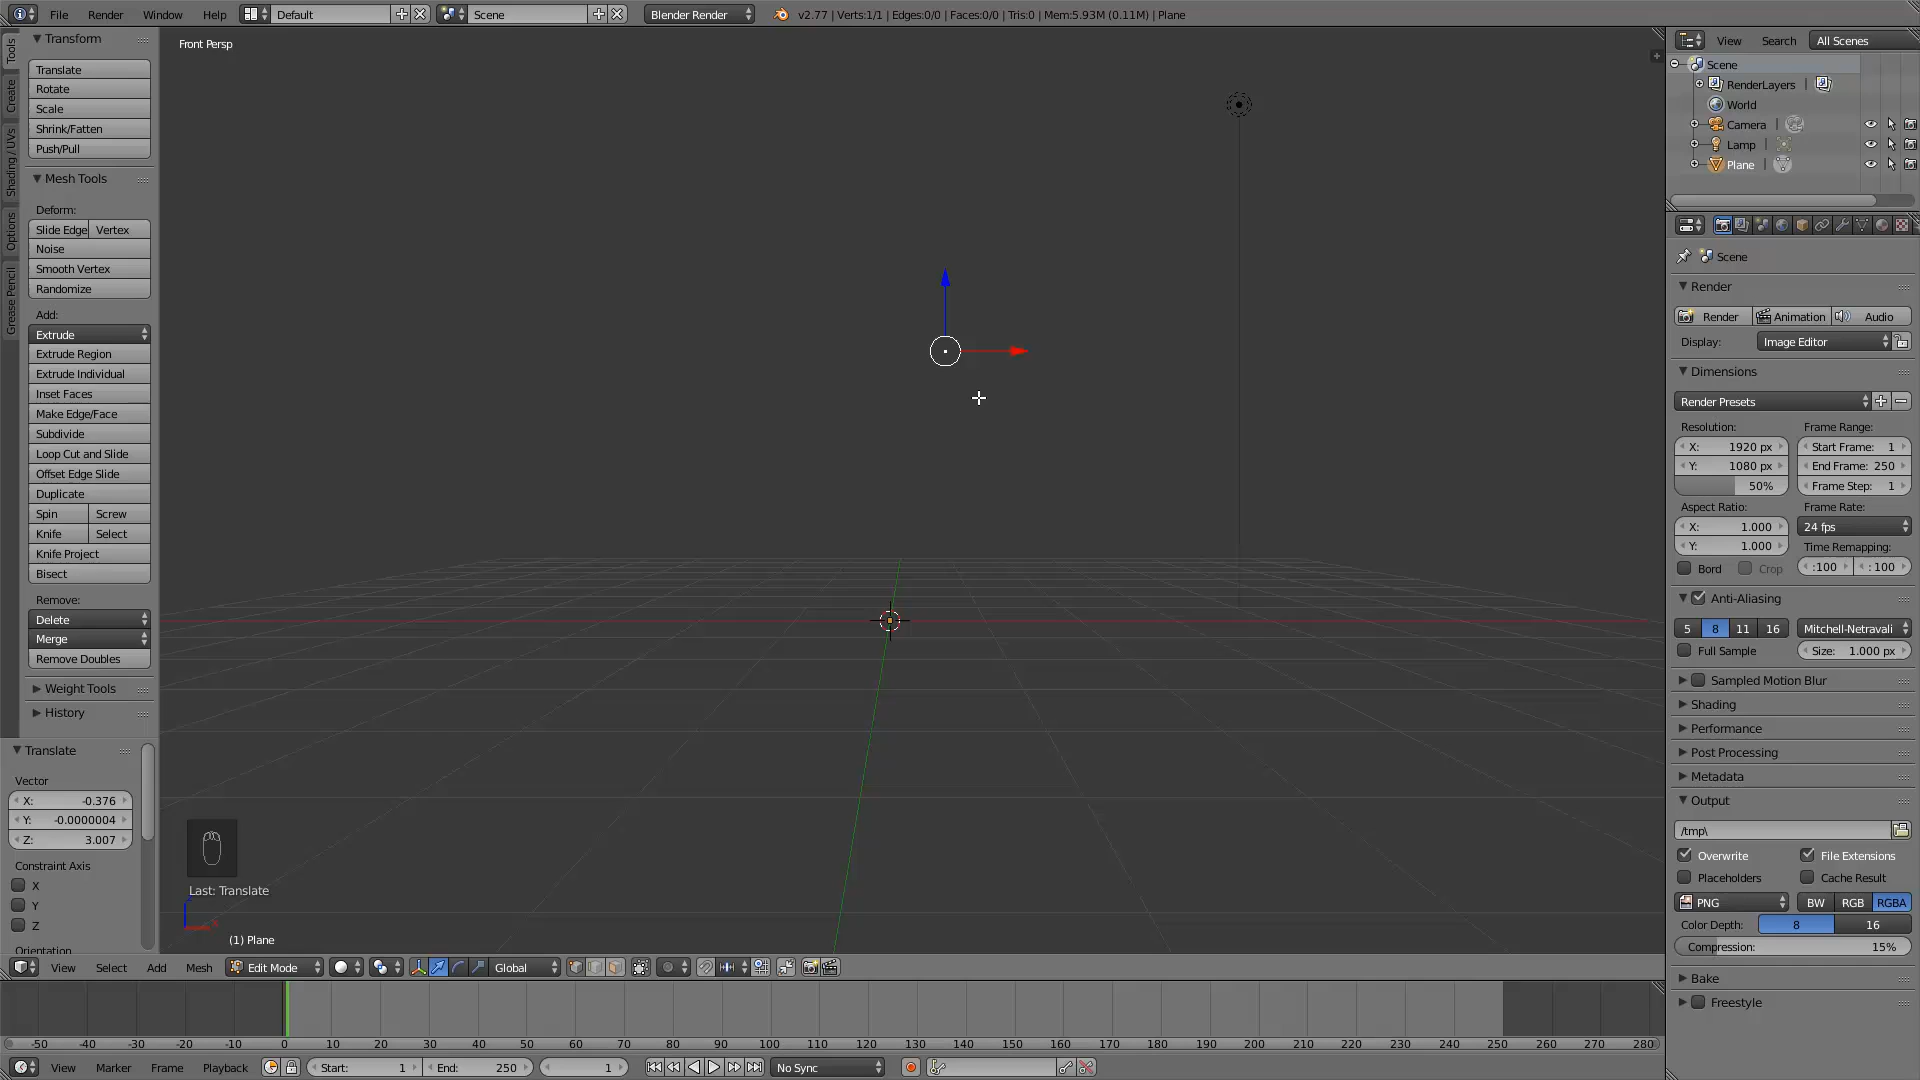 File Render Window Help Default Scene Blender Render v2.77 | Verts:1/1 | Edges:0/0 | Faces:0/0 | Tris:0 | Mem:5.93M (0.11M) | Plane
Tools
Create
Shading / UVs
Options
Grease Pencil
Transform
Translate
Rotate
Scale
Shrink/Fatten
Push/Pull
Mesh Tools
Deform:
Slide Edge Vertex
Noise
Smooth Vertex
Randomize
Add:
Extrude
Extrude Region
Extrude Individual
Inset Faces
Make Edge/Face
Subdivide
Loop Cut and Slide
Offset Edge Slide
Duplicate
Spin Screw
Knife Select
Knife Project
Bisect
Remove:
Delete
Merge
Remove Doubles
Weight Tools
History
Translate
Vector
X: -0.376
Y: -0.0000004
Z: 3.007
Constraint Axis
X
Y
Z
Orientation
Front Persp
Last: Translate
(1) Plane
View Select Add Mesh Edit Mode Global
-50 -40 -30 -20 -10 0 10 20 30 40 50 60 70 80 90 100 110 120 130 140 150 160 170 180 190 200 210 220 230 240 250 260 270 280
View Marker Frame Playback Start: 1 End: 250 1 No Sync
View Search All Scenes
Scene
RenderLayers |
World
Camera |
Lamp |
Plane |
Scene
Render
Render Animation Audio
Display: Image Editor
Dimensions
Render Presets
Resolution: Frame Range:
X: 1920 px Start Frame: 1
Y: 1080 px End Frame: 250
50% Frame Step: 1
Aspect Ratio: Frame Rate:
X: 1.000 24 fps
Y: 1.000 Time Remapping:
Bord Crop :100 : 100
Anti-Aliasing
5 8 11 16 Mitchell-Netravali
Full Sample Size: 1.000 px
Sampled Motion Blur
Shading
Performance
Post Processing
Metadata
Output
/tmp\
Overwrite File Extensions
Placeholders Cache Result
PNG BW RGB RGBA
Color Depth: 8 16
Compression: 15%
Bake
Freestyle